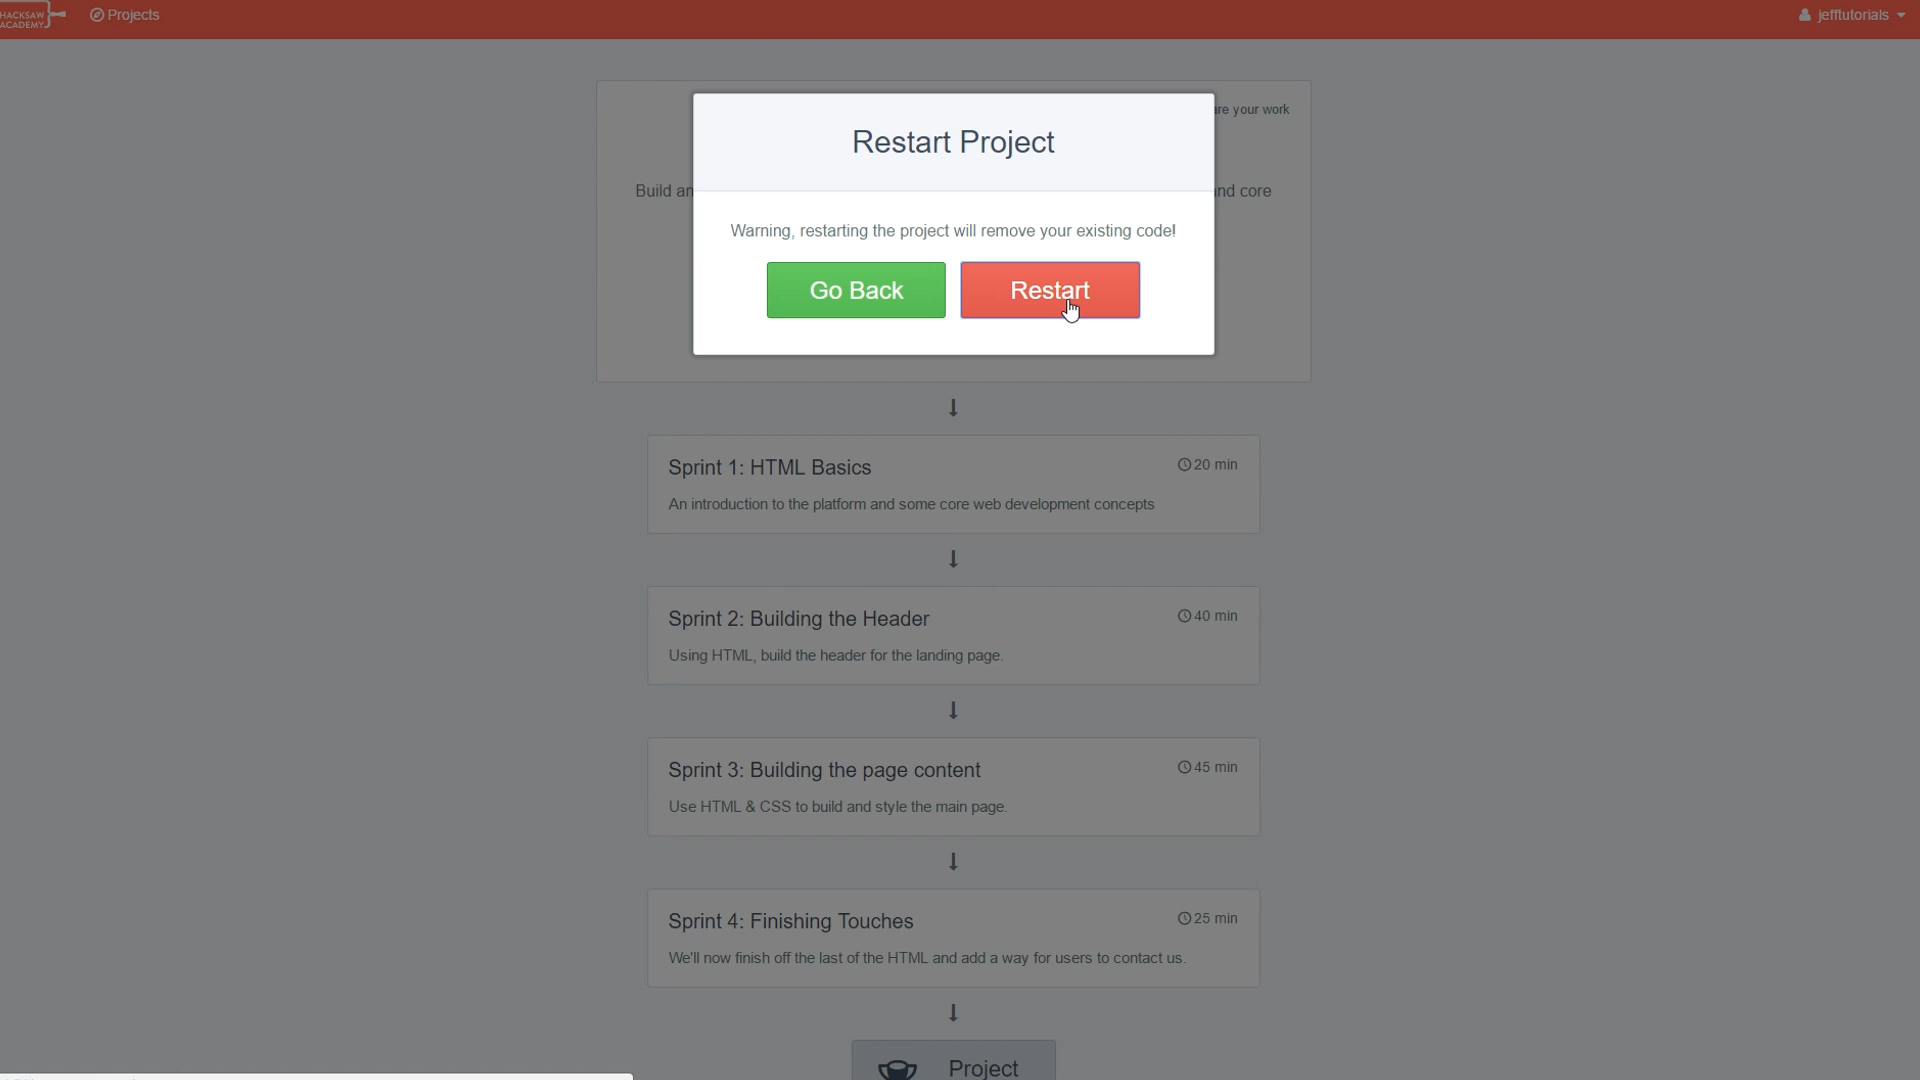 HACKSAW
ACADEMY
Projects
jefftutorials
are your work
Restart Project
Build an
and core
Warning, restarting the project will remove your existing code!
Go Back
Restart
Sprint 1: HTML Basics
20 min
An introduction to the platform and some core web development concepts
Sprint 2: Building the Header
40 min
Using HTML, build the header for the landing page.
Sprint 3: Building the page content
45 min
Use HTML & CSS to build and style the main page.
Sprint 4: Finishing Touches
25 min
We'll now finish off the last of the HTML and add a way for users to contact us.
Project